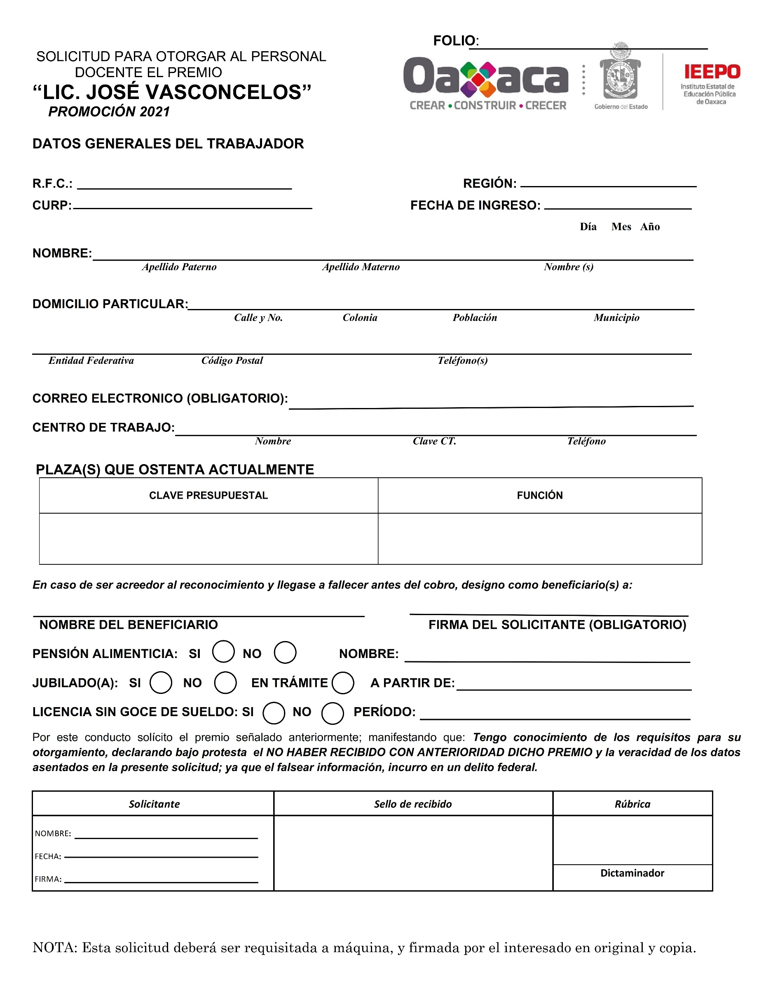 FOLIO:
SOLICITUD PARA OTORGAR AL PERSONAL
DOCENTE EL PREMIO
“LIC. JOSÉ VASCONCELOS”
PROMOCIÓN 2021
Oaxaca
CREAR • CONSTRUIR • CRECER
Gobierno del Estado
IEEPO
Instituto Estatal de
Educación Pública
de Oaxaca
DATOS GENERALES DEL TRABAJADOR
R.F.C.: REGIÓN:
CURP: FECHA DE INGRESO:
Día Mes Año
NOMBRE:
Apellido Paterno Apellido Materno Nombre (s)
DOMICILIO PARTICULAR:
Calle y No. Colonia Población Municipio
Entidad Federativa Código Postal Teléfono(s)
CORREO ELECTRONICO (OBLIGATORIO):
CENTRO DE TRABAJO:
Nombre Clave CT. Teléfono
PLAZA(S) QUE OSTENTA ACTUALMENTE
CLAVE PRESUPUESTAL FUNCIÓN
En caso de ser acreedor al reconocimiento y llegase a fallecer antes del cobro, designo como beneficiario(s) a:
NOMBRE DEL BENEFICIARIO FIRMA DEL SOLICITANTE (OBLIGATORIO)
PENSIÓN ALIMENTICIA: SI NO NOMBRE:
JUBILADO(A): SI NO EN TRÁMITE A PARTIR DE:
LICENCIA SIN GOCE DE SUELDO: SI NO PERÍODO:
Por este conducto solícito el premio señalado anteriormente; manifestando que: Tengo conocimiento de los requisitos para su
otorgamiento, declarando bajo protesta el NO HABER RECIBIDO CON ANTERIORIDAD DICHO PREMIO y la veracidad de los datos
asentados en la presente solicitud; ya que el falsear información, incurro en un delito federal.
Solicitante Sello de recibido Rúbrica
NOMBRE:
FECHA:
FIRMA:
Dictaminador
NOTA: Esta solicitud deberá ser requisitada a máquina, y firmada por el interesado en original y copia.